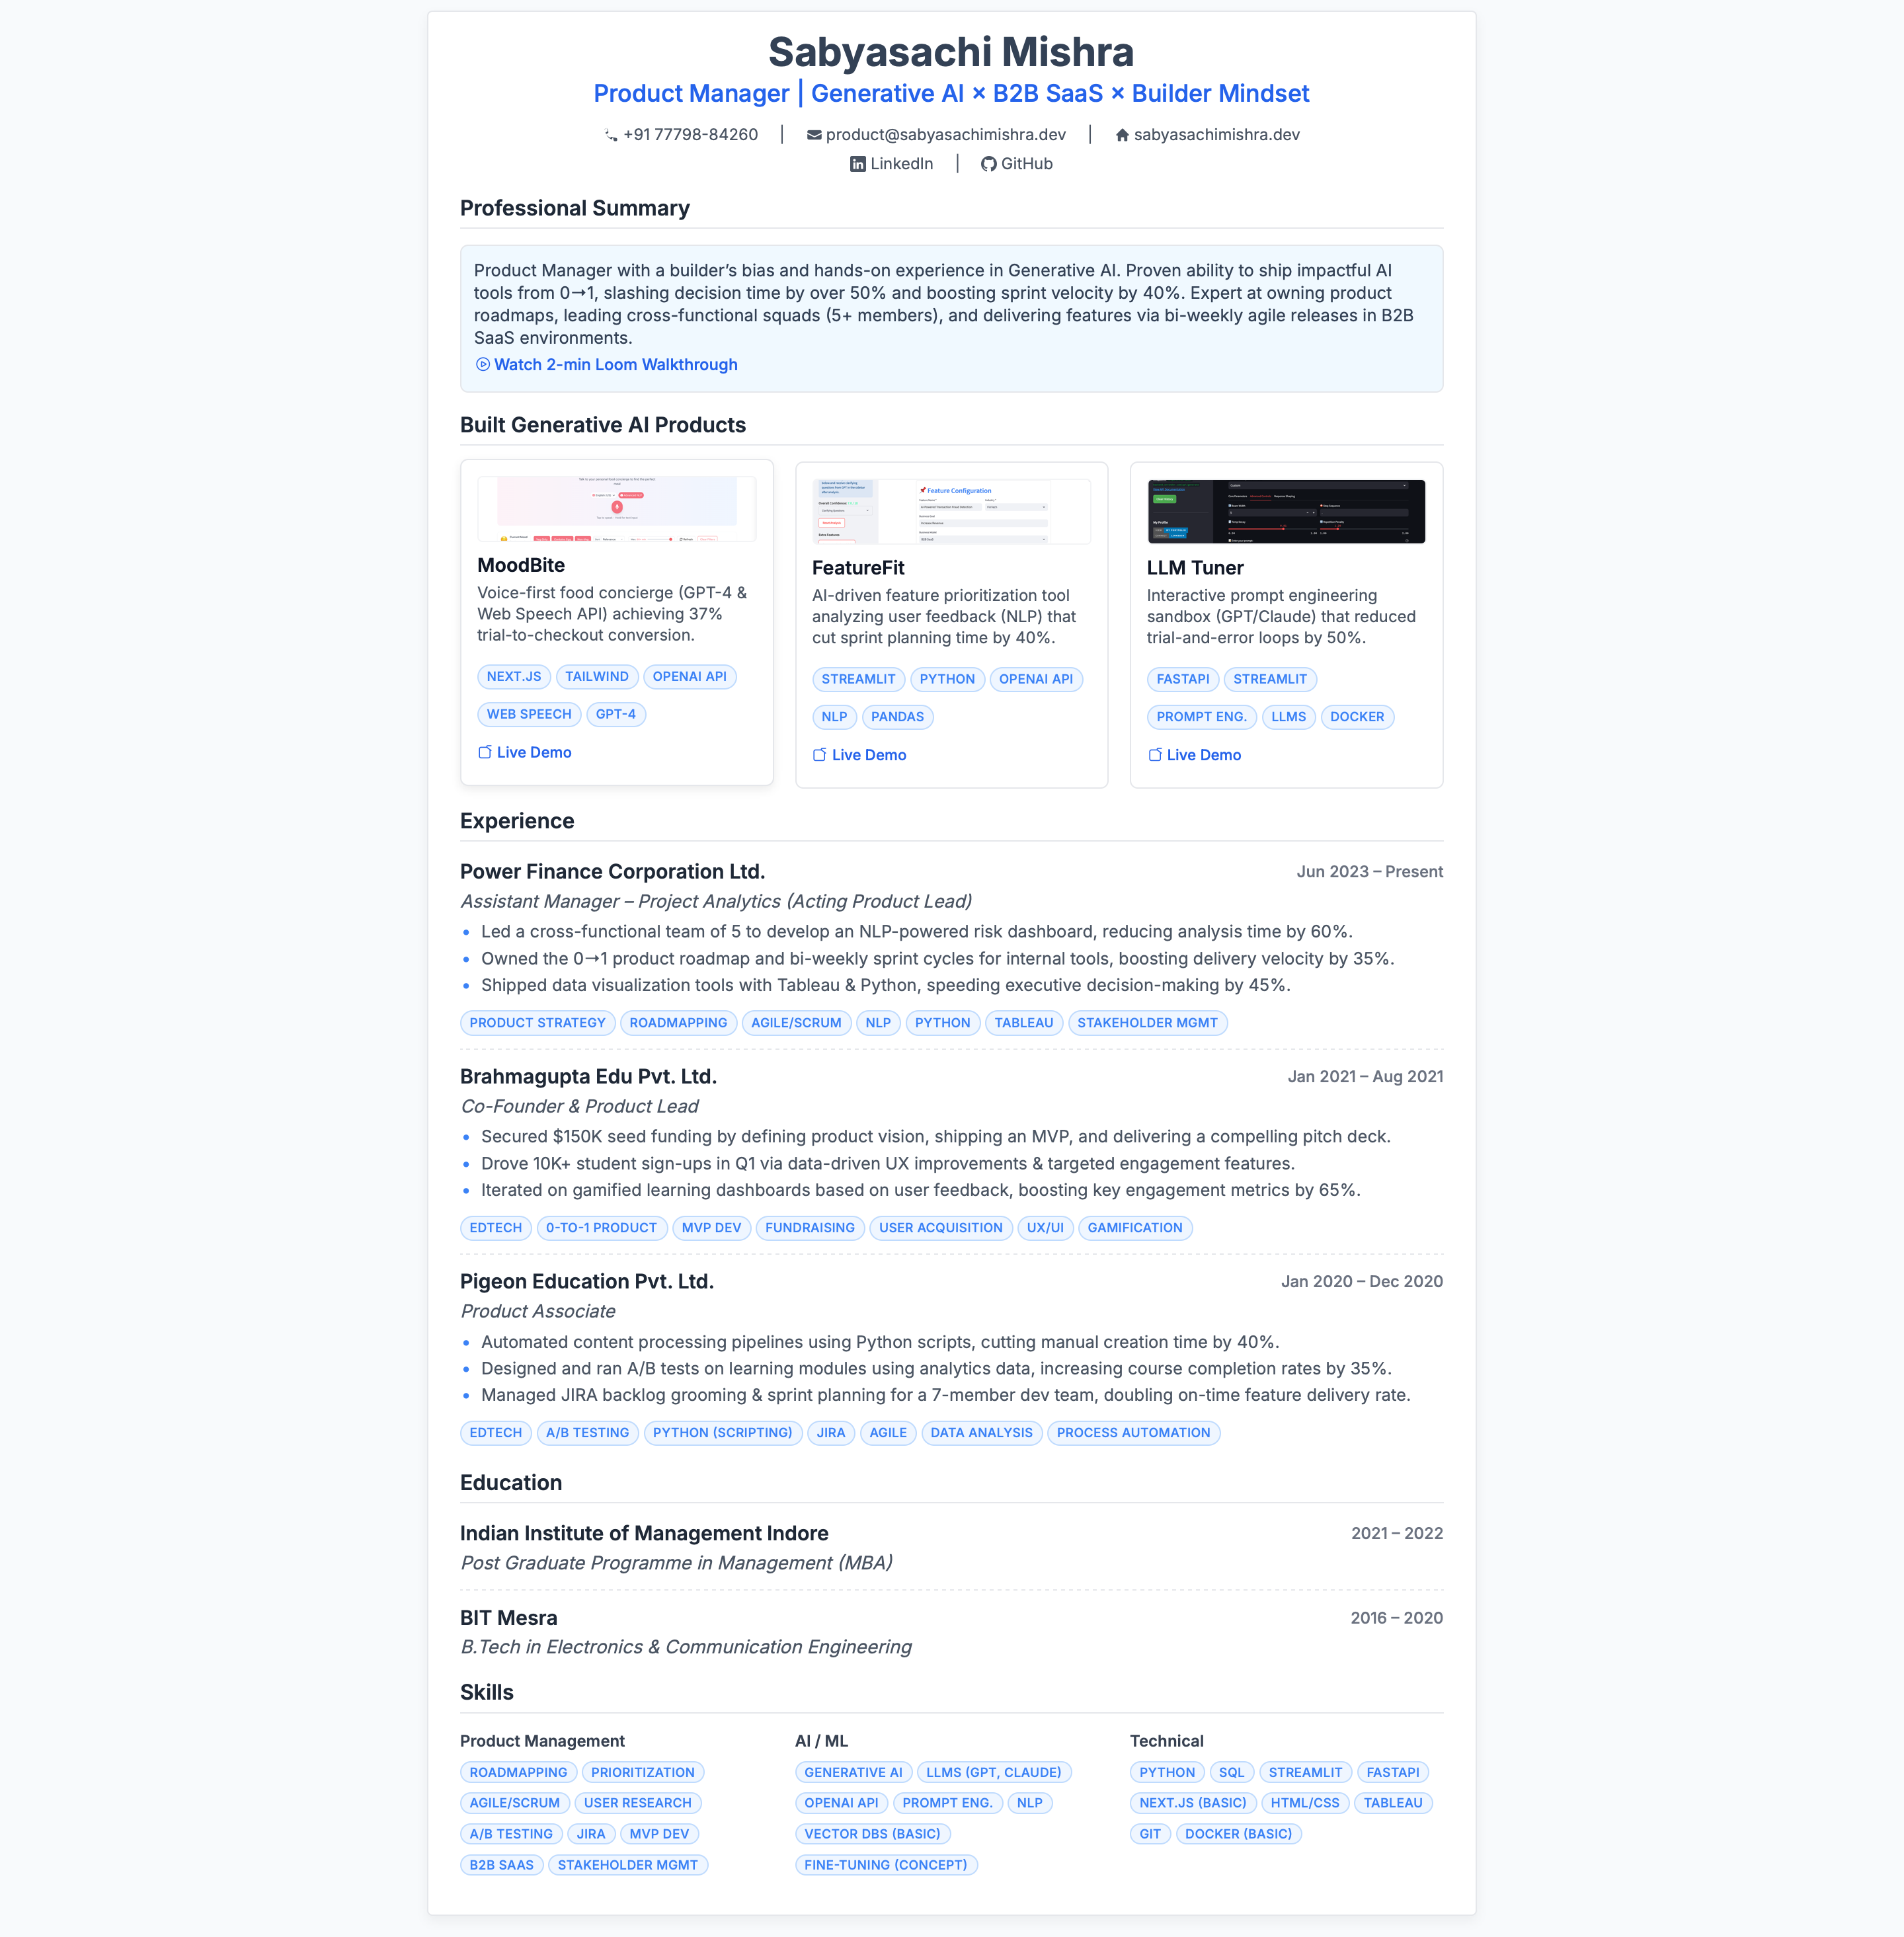 Sabyasachi Mishra
Product Manager | Generative AI × B2B SaaS × Builder Mindset
+91 77798-84260 | product@sabyasachimishra.dev | sabyasachimishra.dev
LinkedIn | GitHub
Professional Summary
Product Manager with a builder’s bias and hands-on experience in Generative AI. Proven ability to ship impactful AI
tools from 0→1, slashing decision time by over 50% and boosting sprint velocity by 40%. Expert at owning product
roadmaps, leading cross-functional squads (5+ members), and delivering features via bi-weekly agile releases in B2B
SaaS environments.
Watch 2-min Loom Walkthrough
Built Generative AI Products
MoodBite
Voice-first food concierge (GPT-4 &
Web Speech API) achieving 37%
trial-to-checkout conversion.
NEXT.JS TAILWIND OPENAI API
WEB SPEECH GPT-4
Live Demo
Feature Configuration
FeatureFit
AI-driven feature prioritization tool
analyzing user feedback (NLP) that
cut sprint planning time by 40%.
STREAMLIT PYTHON OPENAI API
NLP PANDAS
Live Demo
LLM Tuner
Interactive prompt engineering
sandbox (GPT/Claude) that reduced
trial-and-error loops by 50%.
FASTAPI STREAMLIT
PROMPT ENG. LLMS DOCKER
Live Demo
Experience
Power Finance Corporation Ltd. Jun 2023 – Present
Assistant Manager – Project Analytics (Acting Product Lead)
• Led a cross-functional team of 5 to develop an NLP-powered risk dashboard, reducing analysis time by 60%.
• Owned the 0→1 product roadmap and bi-weekly sprint cycles for internal tools, boosting delivery velocity by 35%.
• Shipped data visualization tools with Tableau & Python, speeding executive decision-making by 45%.
PRODUCT STRATEGY ROADMAPPING AGILE/SCRUM NLP PYTHON TABLEAU STAKEHOLDER MGMT
Brahmagupta Edu Pvt. Ltd. Jan 2021 – Aug 2021
Co-Founder & Product Lead
• Secured $150K seed funding by defining product vision, shipping an MVP, and delivering a compelling pitch deck.
• Drove 10K+ student sign-ups in Q1 via data-driven UX improvements & targeted engagement features.
• Iterated on gamified learning dashboards based on user feedback, boosting key engagement metrics by 65%.
EDTECH 0-TO-1 PRODUCT MVP DEV FUNDRAISING USER ACQUISITION UX/UI GAMIFICATION
Pigeon Education Pvt. Ltd. Jan 2020 – Dec 2020
Product Associate
• Automated content processing pipelines using Python scripts, cutting manual creation time by 40%.
• Designed and ran A/B tests on learning modules using analytics data, increasing course completion rates by 35%.
• Managed JIRA backlog grooming & sprint planning for a 7-member dev team, doubling on-time feature delivery rate.
EDTECH A/B TESTING PYTHON (SCRIPTING) JIRA AGILE DATA ANALYSIS PROCESS AUTOMATION
Education
Indian Institute of Management Indore 2021 – 2022
Post Graduate Programme in Management (MBA)
BIT Mesra 2016 – 2020
B.Tech in Electronics & Communication Engineering
Skills
Product Management
ROADMAPPING PRIORITIZATION
AGILE/SCRUM USER RESEARCH
A/B TESTING JIRA MVP DEV
B2B SAAS STAKEHOLDER MGMT
AI / ML
GENERATIVE AI LLMS (GPT, CLAUDE)
OPENAI API PROMPT ENG. NLP
VECTOR DBS (BASIC)
FINE-TUNING (CONCEPT)
Technical
PYTHON SQL STREAMLIT FASTAPI
NEXT.JS (BASIC) HTML/CSS TABLEAU
GIT DOCKER (BASIC)